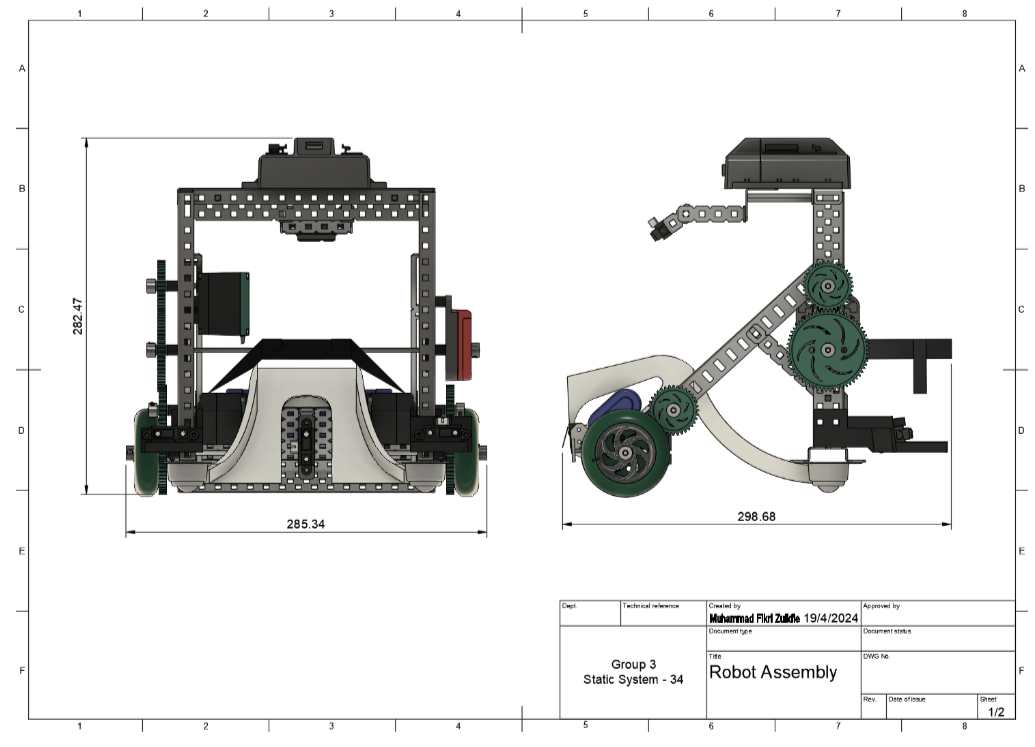 1 2 3 4 5 6 7 8
A A
B B
C C
D D
E E
F F
282.47
285.34
298.68
Dept.
Technical reference
Created by
Approved by
Muhammad Fikri Zulkfle 19/4/2024
Document type
Document status
Group 3
Static System - 34
Title
Robot Assembly
DWG No.
Rev.
Date of issue
Sheet
1/2
1 2 3 4 5 6 7 8